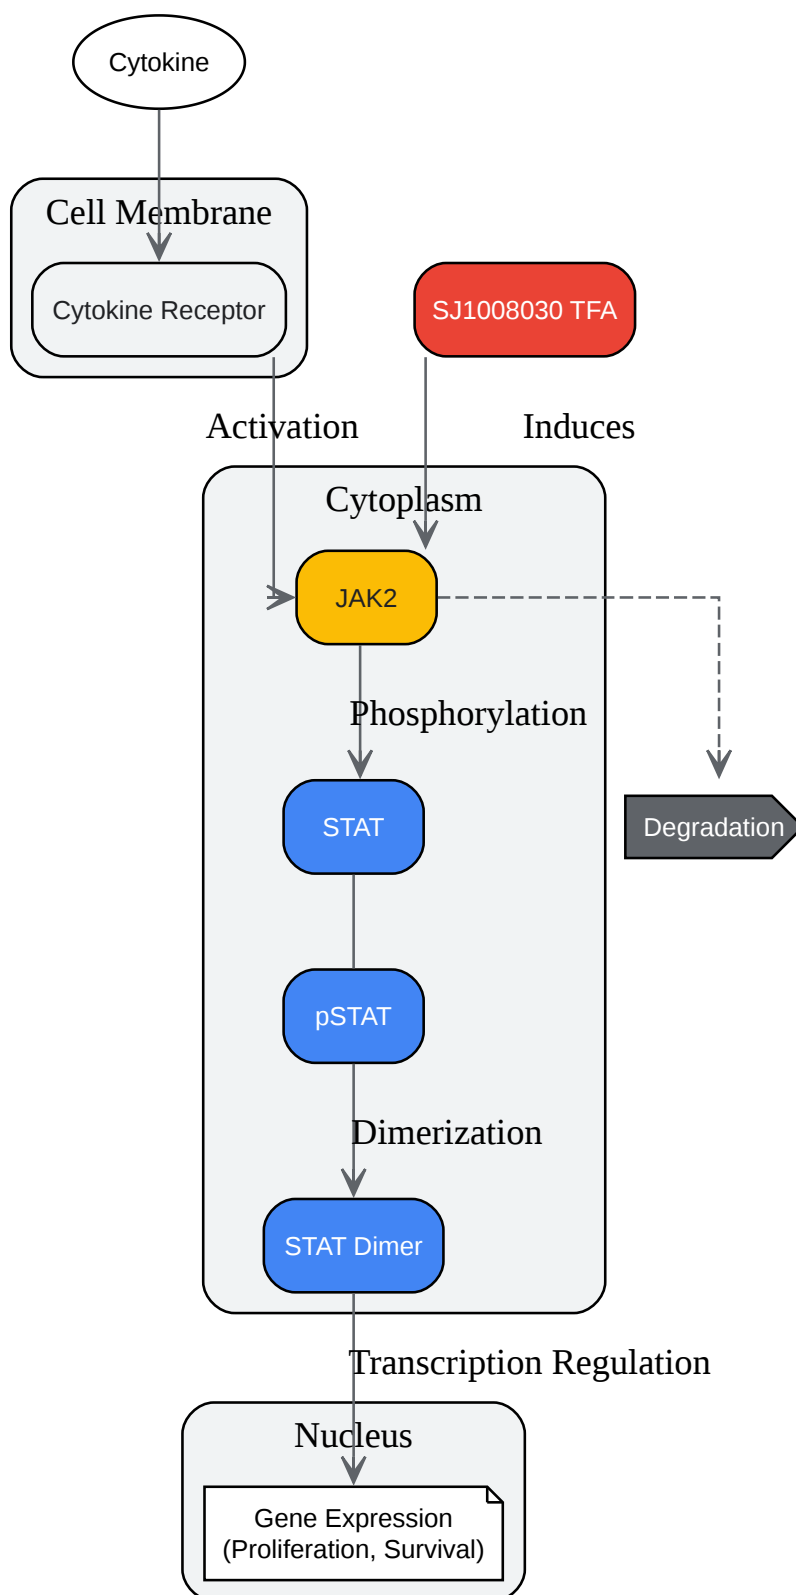 Cytokine
Cell Membrane
Cytokine Receptor
SJ1008030 TFA
Activation
Induces
Cytoplasm
JAK2
Phosphorylation
STAT
Degradation
pSTAT
Dimerization
STAT Dimer
Transcription Regulation
Nucleus
Gene Expression
(Proliferation, Survival)